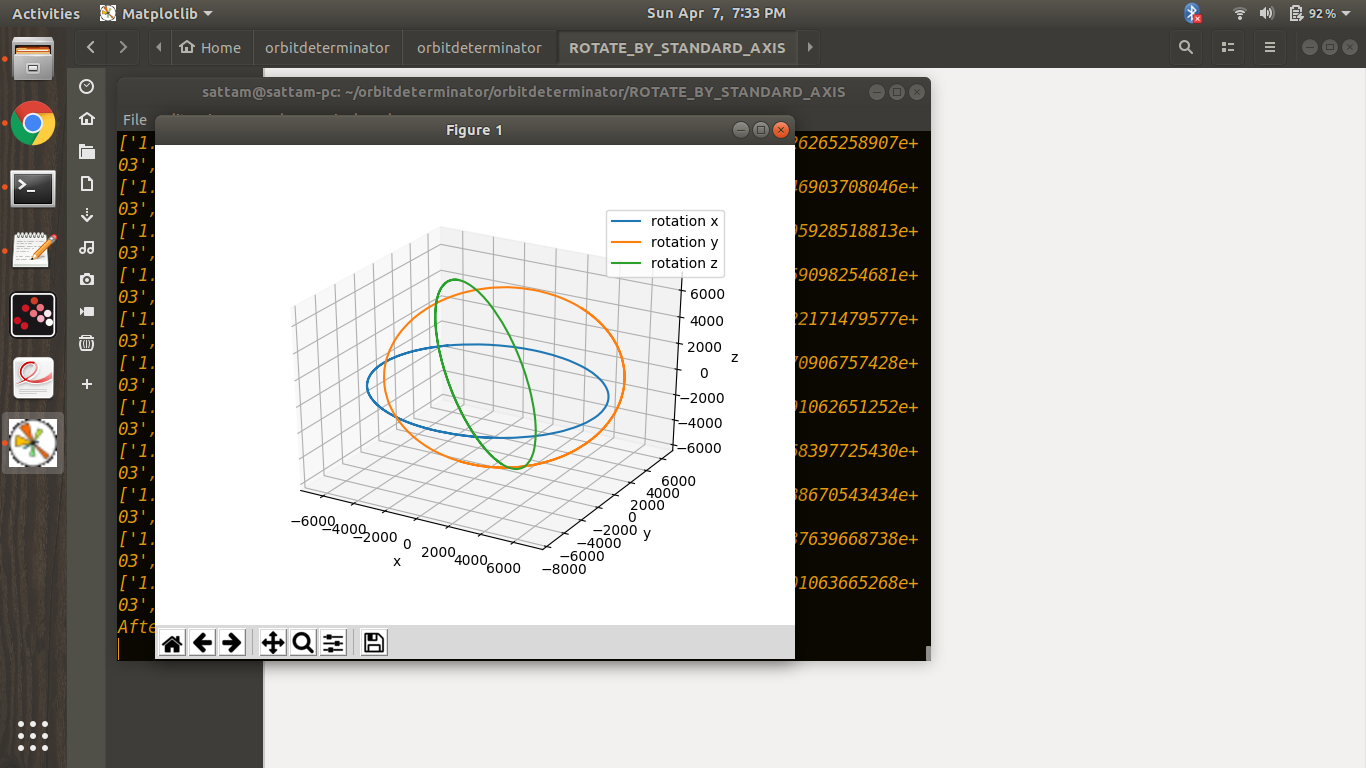 Activities Matplotlib Sun Apr 7, 7:33 PM 92%
Home orbitdeterminator orbitdeterminator ROTATE_BY_STANDARD_AXIS
sattam@sattam-pc: ~/orbitdeterminator/orbitdeterminator/ROTATE_BY_STANDARD_AXIS
File
Figure 1
['1. 26265258907e+
03',
['1. 46903708046e+
03',
['1. 95928518813e+
03',
['1. 59098254681e+
03',
['1. 22171479577e+
03',
['1. 70906757428e+
03',
['1. 01062651252e+
03',
['1. 68397725430e+
03',
['1. 38670543434e+
03',
['1. 37639668738e+
03',
['1. 01063665268e+
03',
Afte
rotation x
rotation y
rotation z
6000
4000
2000
z
0
−2000
−4000
−6000
6000
4000
2000
0
−2000
y
−4000
−6000
−8000
−6000
−4000
−2000
0
2000
4000
6000
x